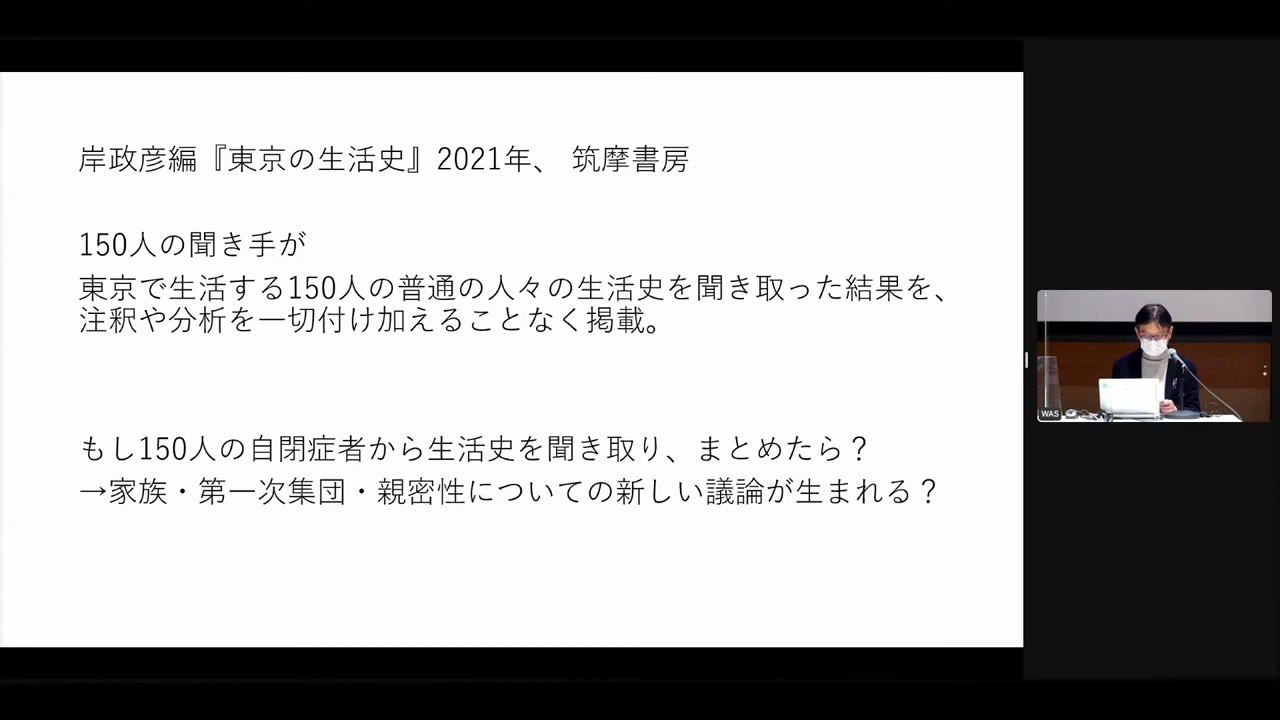 岸政彦編『東京の生活史』2021年、 筑摩書房
150人の聞き手が
東京で生活する150人の普通の人々の生活史を聞き取った結果を、
注釈や分析を一切付け加えることなく掲載。
もし150人の自閉症者から生活史を聞き取り、まとめたら？
→家族・第一次集団・親密性についての新しい議論が生まれる？
WAS